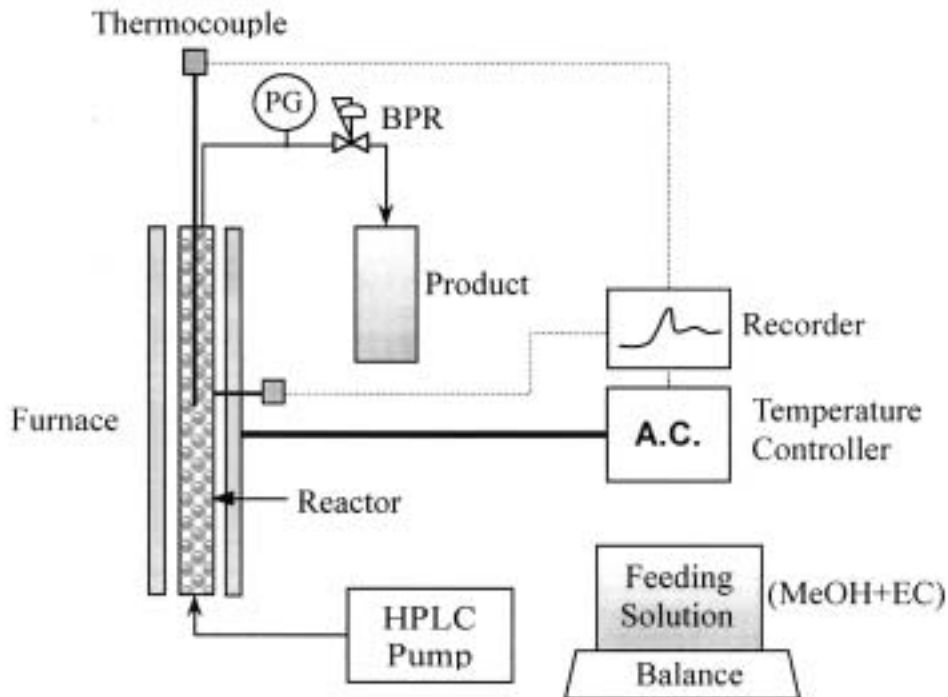 Thermocouple
PG
BPR
Product
Recorder
Furnace
A.C.
Temperature
Controller
Reactor
HPLC
Pump
Feeding
Solution
(MeOH+EC)
Balance